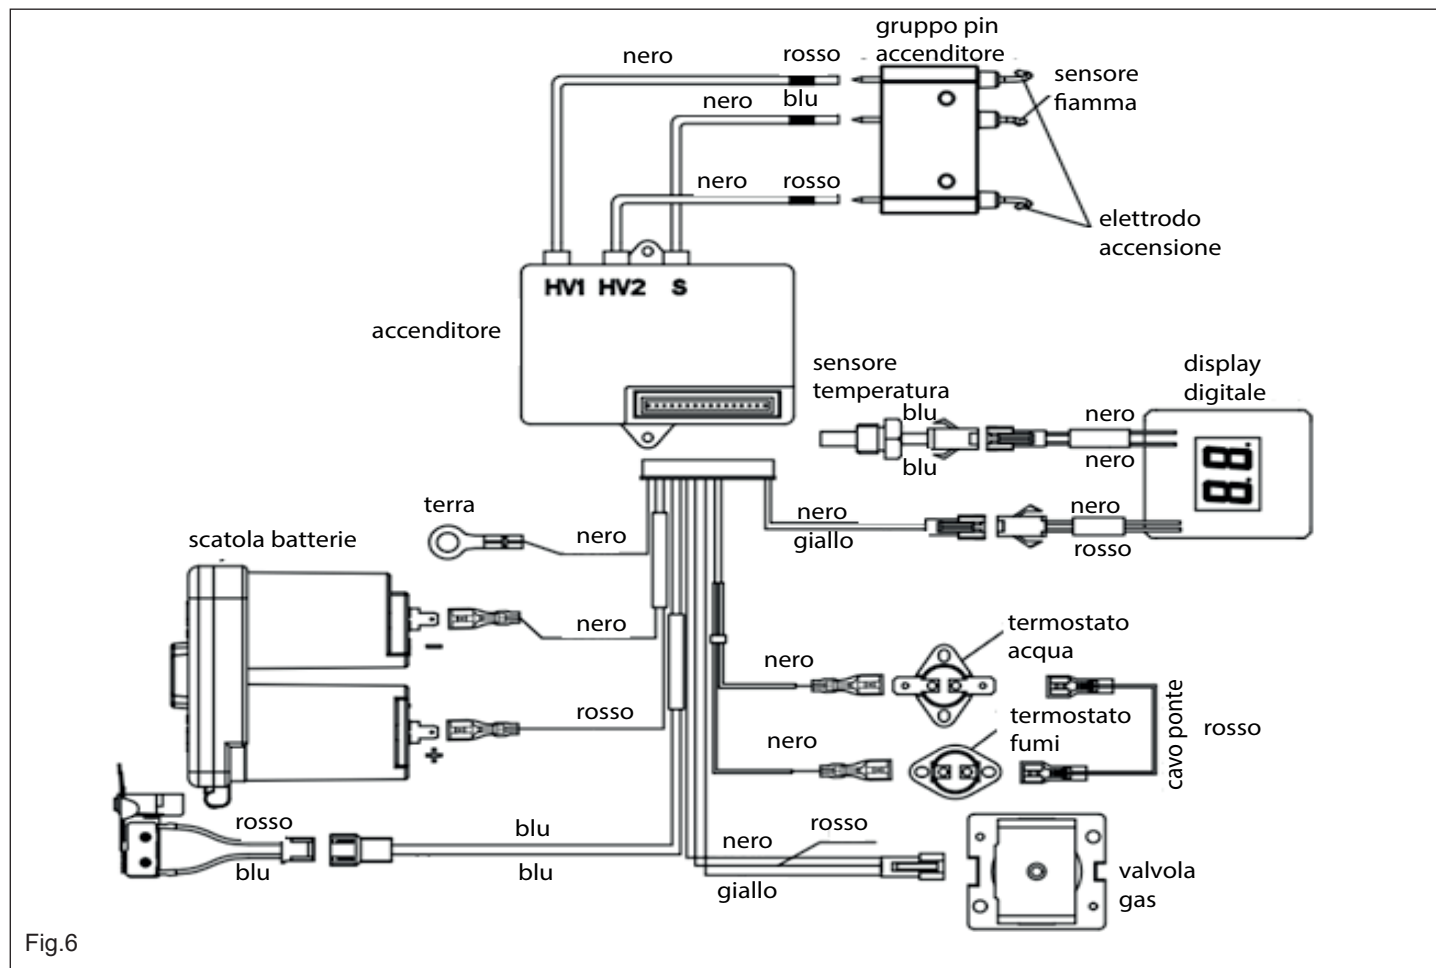 gruppo pin
accenditore
nero
rosso
sensore
fiamma
nero
blu
nero
rosso
elettrodo
accensione
HV1 HV2 S
accenditore
sensore
temperatura
blu
blu
display
digitale
nero
nero
88
terra
nero
nero
giallo
nero
rosso
scatola batterie
nero
-
rosso
+
nero
termostato
acqua
nero
termostato
fumi
cavo ponte
rosso
rosso
blu
blu
blu
nero
rosso
giallo
valvola
gas
Fig.6